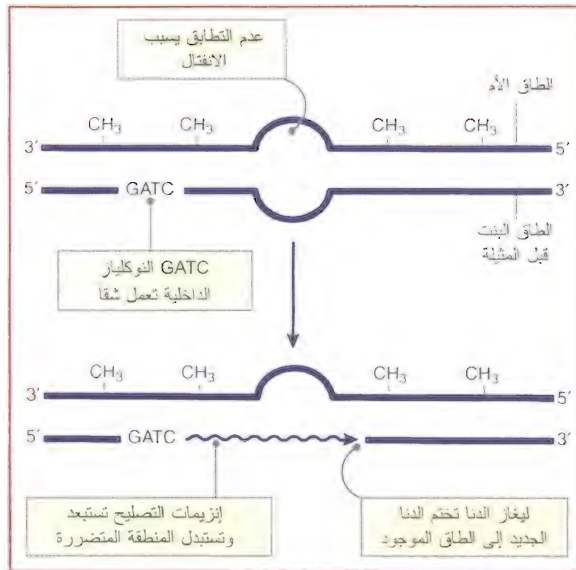 عدم التطابق يسبب
الانفتال
الطاق الأم
CH₃ CH₃ CH₃ CH₃
3′ 5′
5′ GATC 3′
الطاق البنت
قبل المثيلة
GATC النوكلياز
الداخلية تعمل شقا
CH₃ CH₃ CH₃ CH₃
3′ 5′
5′ GATC 3′
إنزيمات التصليح تستبعد
وتستبدل المنطقة المتضررة
ليغاز الدنا تختم الدنا
الجديد إلى الطاق الموجود